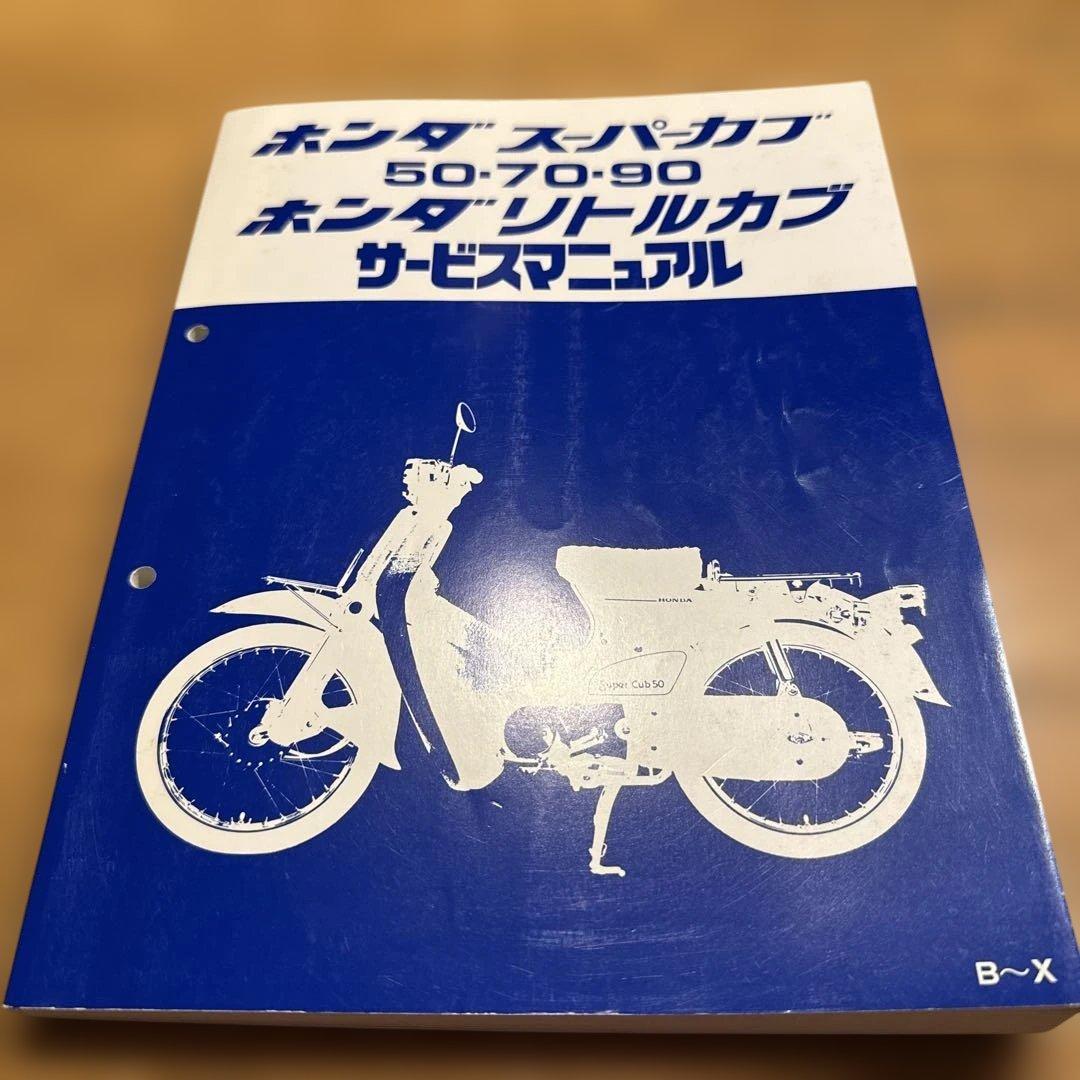 ホンダ スーパーカブ
50・70・90
ホンダ リトルカブ
サービスマニュアル
HONDA
Super Cub 50
B～X